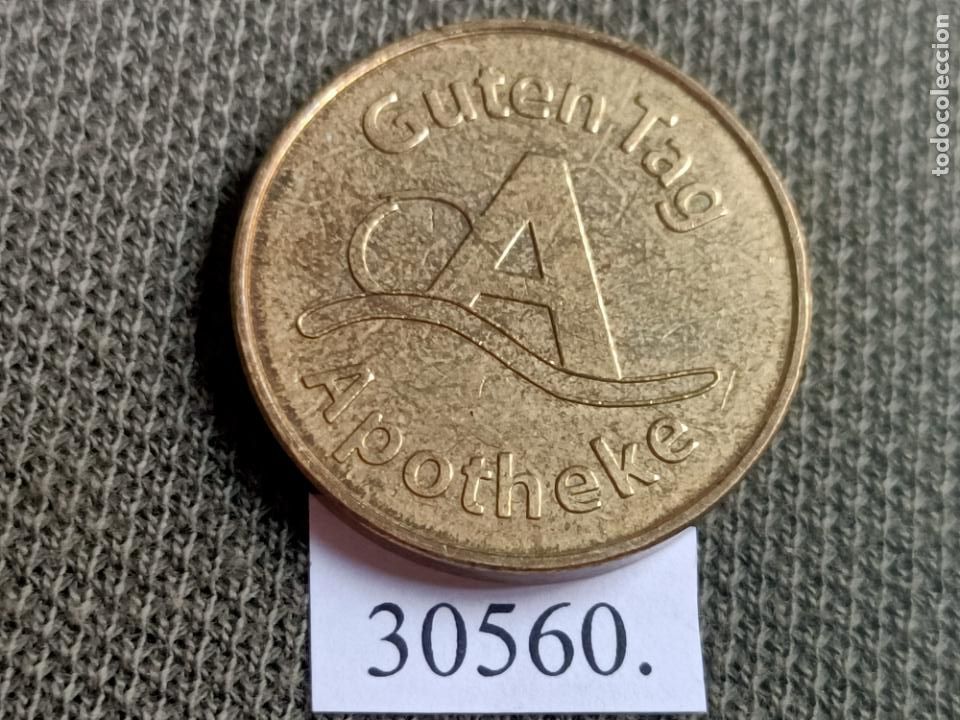 Guten Tag
A
Apotheke
30560.
todocoleccion